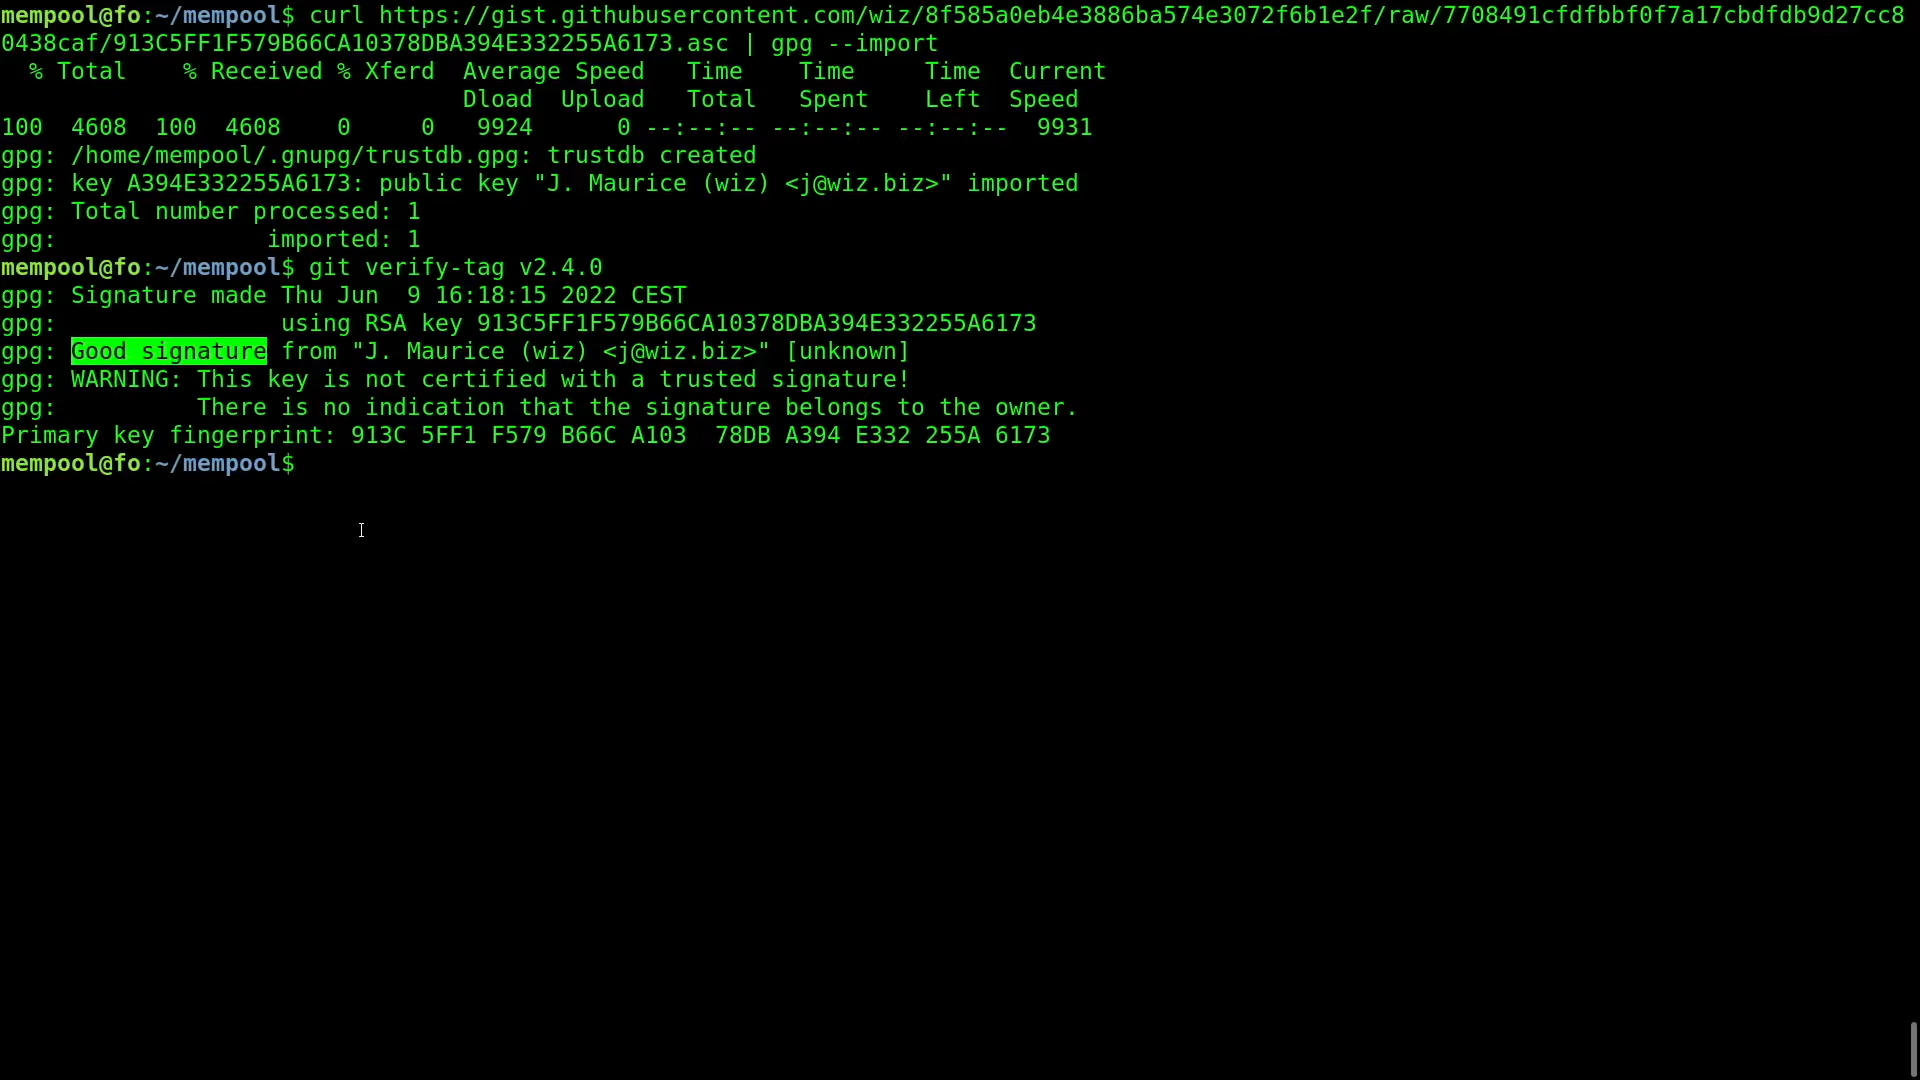 mempool@fo:~/mempool$ curl https://gist.githubusercontent.com/wiz/8f585a0eb4e3886ba574e3072f6b1e2f/raw/7708491cfdfbbf0f7a17cbdfdb9d27cc8
0438caf/913C5FF1F579B66CA10378DBA394E332255A6173.asc | gpg --import
  % Total    % Received % Xferd  Average Speed   Time    Time     Time  Current
                                 Dload  Upload   Total   Spent    Left  Speed
100  4608  100  4608    0     0   9924      0 --:--:-- --:--:-- --:--:--  9931
gpg: /home/mempool/.gnupg/trustdb.gpg: trustdb created
gpg: key A394E332255A6173: public key "J. Maurice (wiz) <j@wiz.biz>" imported
gpg: Total number processed: 1
gpg:               imported: 1
mempool@fo:~/mempool$ git verify-tag v2.4.0
gpg: Signature made Thu Jun  9 16:18:15 2022 CEST
gpg:                using RSA key 913C5FF1F579B66CA10378DBA394E332255A6173
gpg: Good signature from "J. Maurice (wiz) <j@wiz.biz>" [unknown]
gpg: WARNING: This key is not certified with a trusted signature!
gpg:          There is no indication that the signature belongs to the owner.
Primary key fingerprint: 913C 5FF1 F579 B66C A103  78DB A394 E332 255A 6173
mempool@fo:~/mempool$